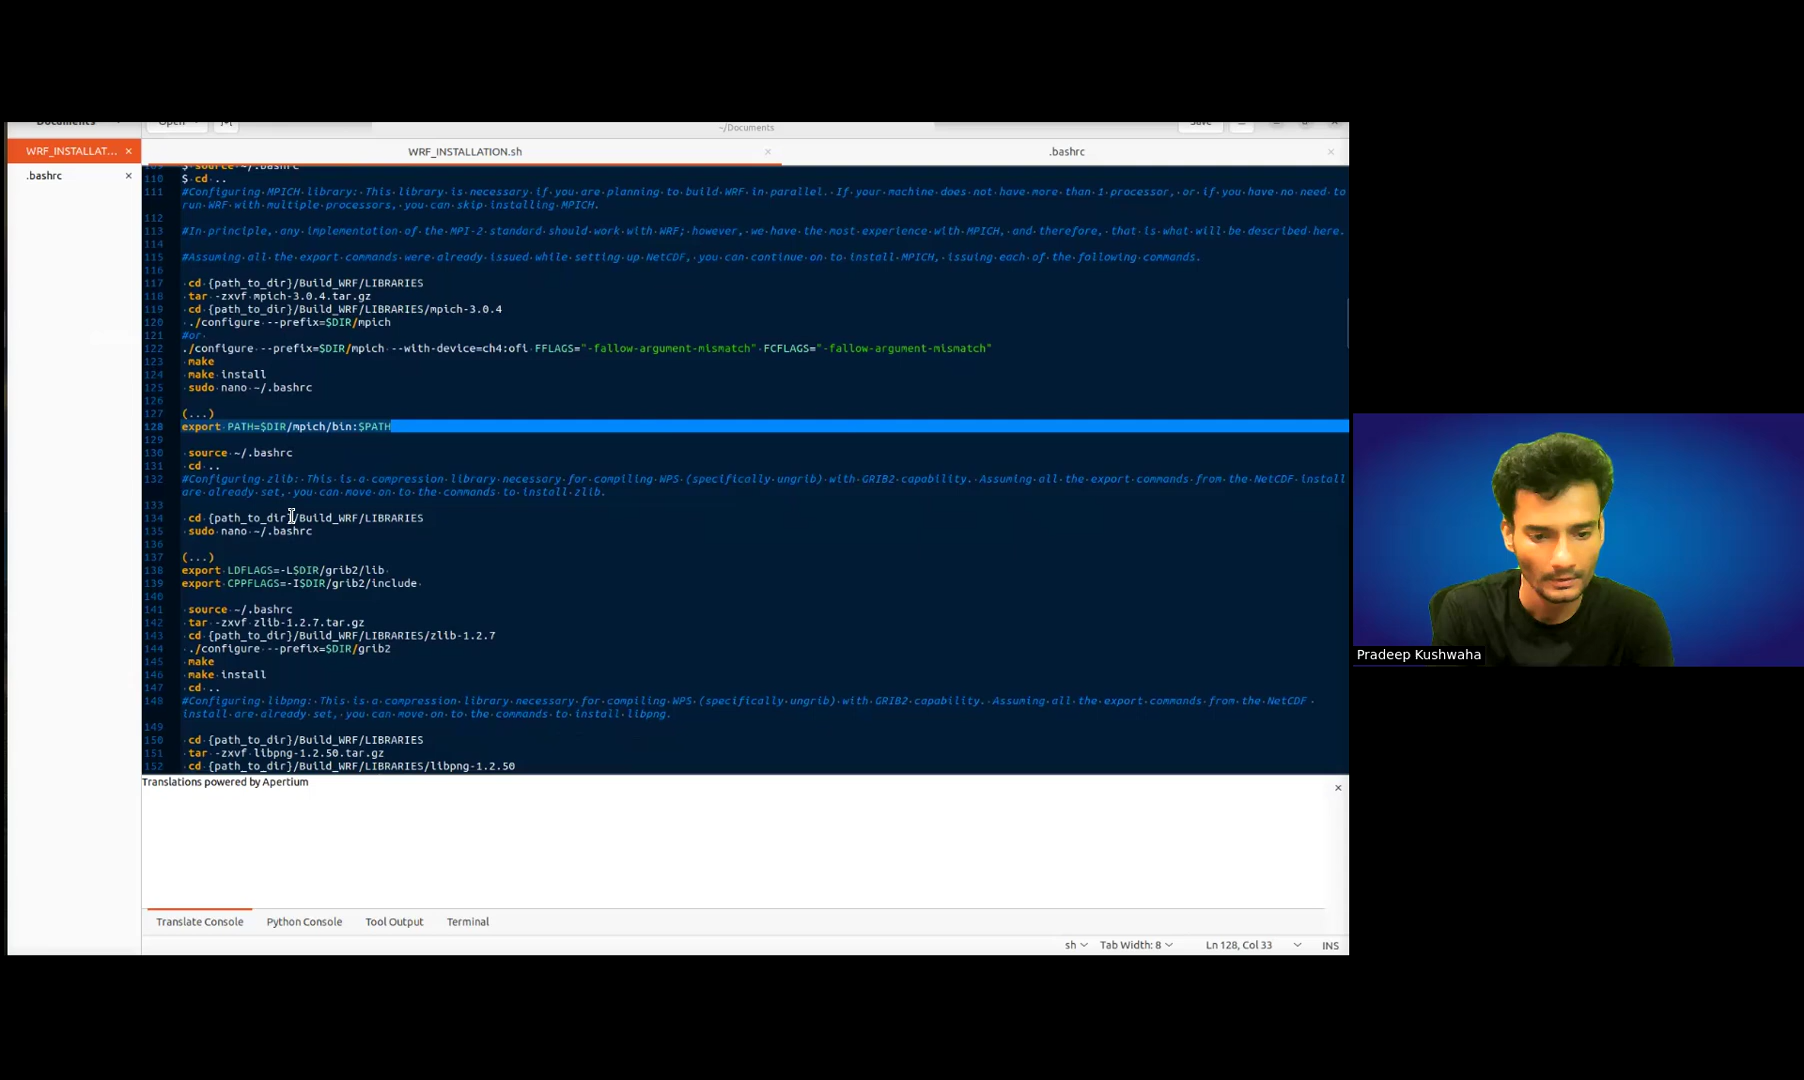 Documents
Open
~/Documents
Save
WRF_INSTALLAT...
.bashrc
WRF_INSTALLATION.sh
.bashrc
109 $ source ~/.bashrc
110 $ cd ..
111 #Configuring MPICH library: This library is necessary if you are planning to build WRF in parallel. If your machine does not have more than 1 processor, or if you have no need to
run WRF with multiple processors, you can skip installing MPICH.
112
113 #In principle, any implementation of the MPI-2 standard should work with WRF; however, we have the most experience with MPICH, and therefore, that is what will be described here.
114
115 #Assuming all the export commands were already issued while setting up NetCDF, you can continue on to install MPICH, issuing each of the following commands.
116
117 cd {path_to_dir}/Build_WRF/LIBRARIES
118 tar -zxvf mpich-3.0.4.tar.gz
119 cd {path_to_dir}/Build_WRF/LIBRARIES/mpich-3.0.4
120 ./configure --prefix=$DIR/mpich
121 #or
122 ./configure --prefix=$DIR/mpich --with-device=ch4:ofi FFLAGS="-fallow-argument-mismatch" FCFLAGS="-fallow-argument-mismatch"
123 make
124 make install
125 sudo nano ~/.bashrc
126
127 (...)
128 export PATH=$DIR/mpich/bin:$PATH
129
130 source ~/.bashrc
131 cd ..
132 #Configuring zlib: This is a compression library necessary for compiling WPS (specifically ungrib) with GRIB2 capability. Assuming all the export commands from the NetCDF install
are already set, you can move on to the commands to install zlib.
133
134 cd {path_to_dir}/Build_WRF/LIBRARIES
135 sudo nano ~/.bashrc
136
137 (...)
138 export LDFLAGS=-L$DIR/grib2/lib
139 export CPPFLAGS=-I$DIR/grib2/include
140
141 source ~/.bashrc
142 tar -zxvf zlib-1.2.7.tar.gz
143 cd {path_to_dir}/Build_WRF/LIBRARIES/zlib-1.2.7
144 ./configure --prefix=$DIR/grib2
145 make
146 make install
147 cd ..
148 #Configuring libpng: This is a compression library necessary for compiling WPS (specifically ungrib) with GRIB2 capability. Assuming all the export commands from the NetCDF
install are already set, you can move on to the commands to install libpng.
149
150 cd {path_to_dir}/Build_WRF/LIBRARIES
151 tar -zxvf libpng-1.2.50.tar.gz
152 cd {path_to_dir}/Build_WRF/LIBRARIES/libpng-1.2.50
Translations powered by Apertium
Translate Console Python Console Tool Output Terminal
sh Tab Width: 8 Ln 128, Col 33 INS
Pradeep Kushwaha